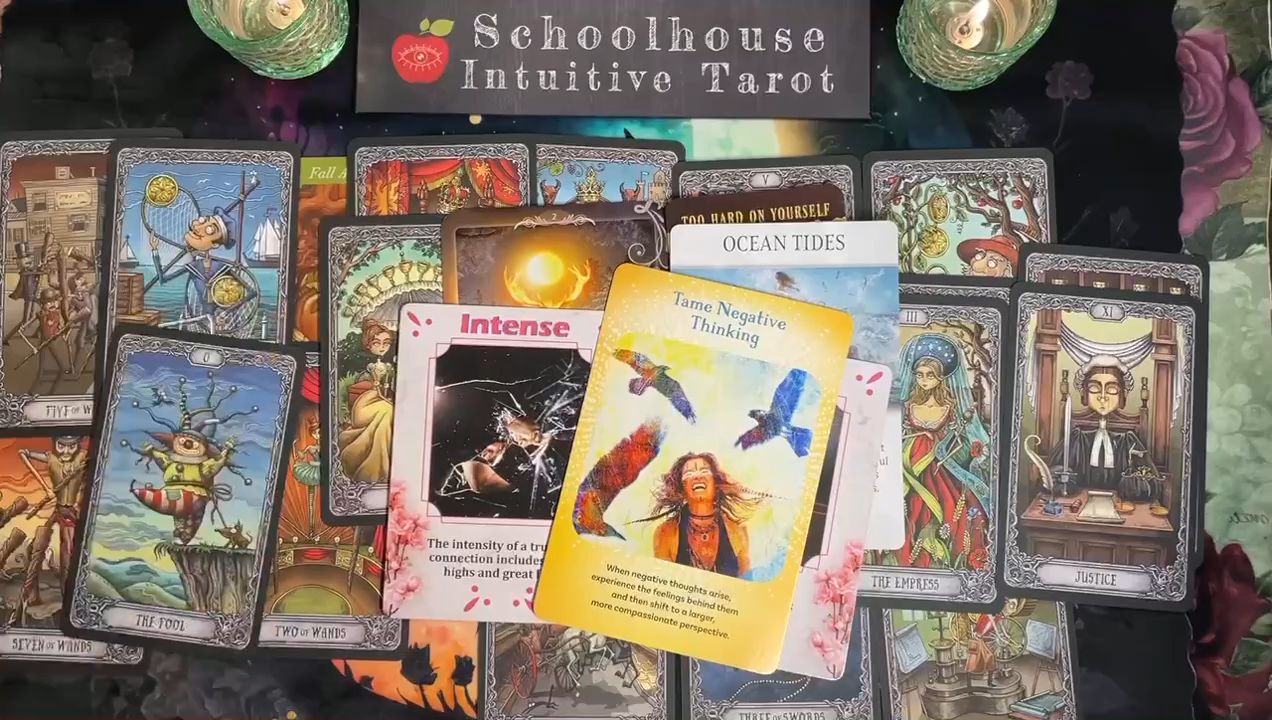 Schoolhouse
Intuitive Tarot
Fall A
V
TOO HARD ON YOURSELF
OCEAN TIDES
2
Tame Negative
Thinking
Intense
III
XI
0
FIVE OF W
The intensity of a tru
connection includes
highs and great
When negative thoughts arise,
experience the feelings behind them
and then shift to a larger,
more compassionate perspective.
THE EMPRESS
JUSTICE
THE FOOL
TWO OF WANDS
SEVEN OF WANDS
THREE OF SWORDS